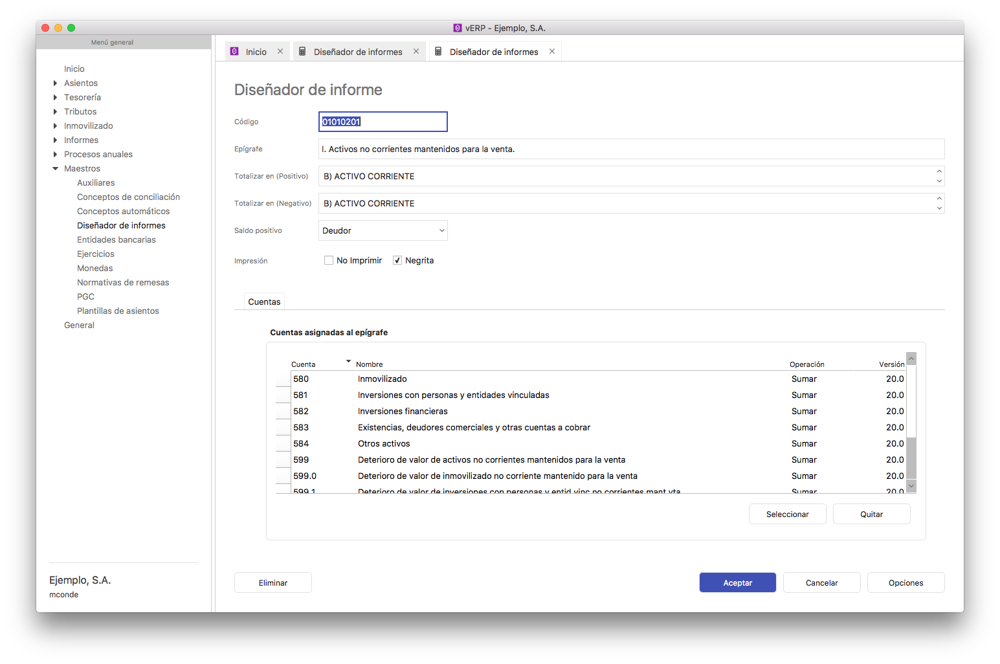 vERP - Ejemplo, S.A.
Menú general
Inicio
Asientos
Tesorería
Tributos
Inmovilizado
Informes
Procesos anuales
Maestros
Auxiliares
Conceptos de conciliación
Conceptos automáticos
Diseñador de informes
Entidades bancarias
Ejercicios
Monedas
Normativas de remesas
PGC
Plantillas de asientos
General
Ejemplo, S.A.
mconde
Inicio Diseñador de informes Diseñador de informes
Diseñador de informe
Código 01010201
Epígrafe I. Activos no corrientes mantenidos para la venta.
Totalizar en (Positivo) B) ACTIVO CORRIENTE
Totalizar en (Negativo) B) ACTIVO CORRIENTE
Saldo positivo Deudor
Impresión No Imprimir Negrita
Cuentas
Cuentas asignadas al epígrafe
Cuenta Nombre Operación Versión
580 Inmovilizado Sumar 20.0
581 Inversiones con personas y entidades vinculadas Sumar 20.0
582 Inversiones financieras Sumar 20.0
583 Existencias, deudores comerciales y otras cuentas a cobrar Sumar 20.0
584 Otros activos Sumar 20.0
599 Deterioro de valor de activos no corrientes mantenidos para la venta Sumar 20.0
599.0 Deterioro de valor de inmovilizado no corriente mantenido para la venta Sumar 20.0
599.1 Deterioro de valor de inversiones con personas y entid.vinc.no corrientes mant.vta Sumar 20.0
Seleccionar Quitar
Eliminar Aceptar Cancelar Opciones